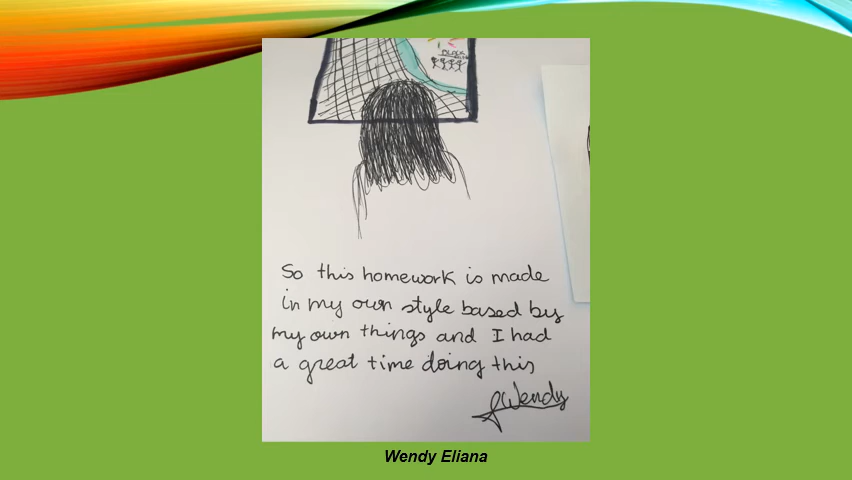 BLOCK
So this homework is made
in my own style based by
my own things and I had
a great time doing this
Wendy
Wendy Eliana